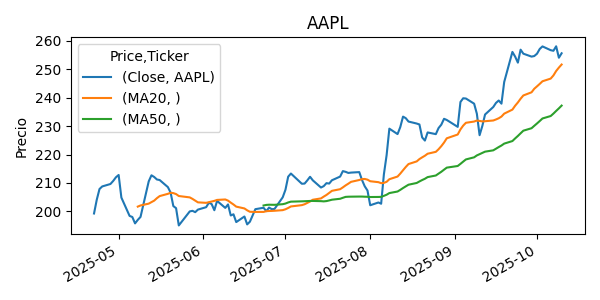 AAPL
Price,Ticker
(Close, AAPL)
(MA20, )
(MA50, )
Precio
260
250
240
230
220
210
200
2025-05
2025-06
2025-07
2025-08
2025-09
2025-10